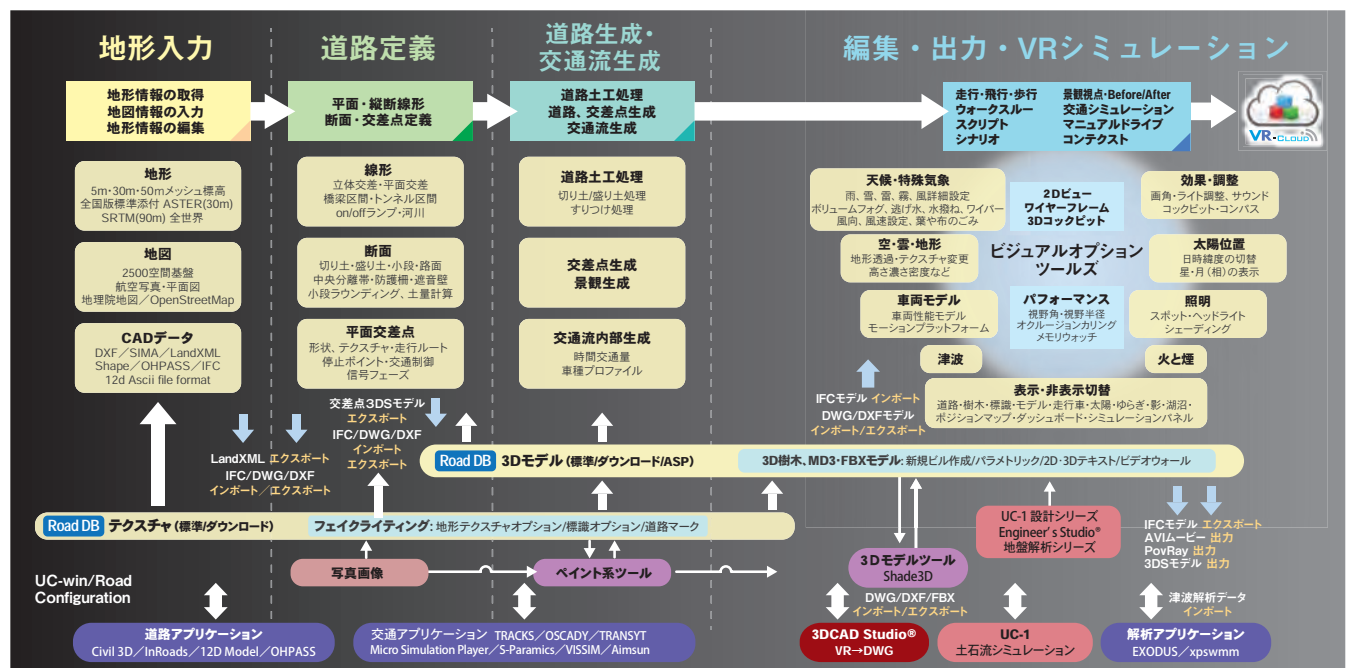 地形入力
道路定義
道路生成・
交通流生成
編集・出力・VRシミュレーション
地形情報の取得
地図情報の入力
地形情報の編集
平面・縦断線形
断面・交差点定義
道路土工処理
道路、交差点生成
交通流生成
走行・飛行・歩行
ウォークスルー
スクリプト
シナリオ
景観視点・Before/After
交通シミュレーション
マニュアルドライブ
コンテクスト
VR-CLOUD
地形
5m・30m・50mメッシュ標高
全国版標準添付 ASTER(30m)
SRTM(90m) 全世界
地図
2500空間基盤
航空写真・平面図
地理院地図／OpenStreetMap
CADデータ
DXF／SIMA／LandXML
Shape／OHPASS／IFC
12d Ascii file format
線形
立体交差・平面交差
橋梁区間・トンネル区間
on/offランプ・河川
断面
切り土・盛り土・小段・路面
中央分離帯・防護柵・遮音壁
小段ラウンディング、土量計算
平面交差点
形状、テクスチャ・走行ルート
停止ポイント・交通制御
信号フェーズ
道路土工処理
切り土/盛り土処理
すりつけ処理
交差点生成
景観生成
交通流内部生成
時間交通量
車種プロファイル
天候・特殊気象
雨、雪、雷、霧、風詳細設定
ボリュームフォグ、逃げ水、水撥ね、ワイパー
風向、風速設定、葉や布のごみ
空・雲・地形
地形透過・テクスチャ変更
高さ濃さ密度など
車両モデル
車両性能モデル
モーションプラットフォーム
津波
2Dビュー
ワイヤーフレーム
3Dコックピット
ビジュアルオプション
ツールズ
パフォーマンス
視野角・視野半径
オクルージョンカリング
メモリウォッチ
効果・調整
画角・ライト調整、サウンド
コックピット・コンパス
太陽位置
日時緯度の切替
星・月(相)の表示
照明
スポット・ヘッドライト
シェーディング
火と煙
表示・非表示切替
道路・樹木・標識・モデル・走行車・太陽・ゆらぎ・影・湖沼・
ポジションマップ・ダッシュボード・シミュレーションパネル
LandXML エクスポート
IFC/DWG/DXF
インポート／エクスポート
交差点3DSモデル
エクスポート
IFC/DWG/DXF
インポート
エクスポート
IFCモデル インポート
DWG/DXFモデル
インポート/エクスポート
Road DB 3Dモデル (標準/ダウンロード/ASP)
3D樹木、MD3・FBXモデル: 新規ビル作成/パラメトリック/2D・3Dテキスト/ビデオウォール
Road DB テクスチャ (標準/ダウンロード)
フェイクライティング: 地形テクスチャオプション/標識オプション/道路マーク
写真画像
ペイント系ツール
3Dモデルツール
Shade3D
DWG/DXF/FBX
インポート/エクスポート
UC-1 設計シリーズ
Engineer's Studio®
地盤解析シリーズ
IFCモデル エクスポート
AVIムービー 出力
PovRay 出力
3DSモデル 出力
津波解析データ
インポート
UC-win/Road
Configuration
道路アプリケーション
Civil 3D／InRoads／12D Model／OHPASS
交通アプリケーション TRACKS／OSCADY／TRANSYT
Micro Simulation Player／S-Paramics／VISSIM／Aimsun
3DCAD Studio®
VR→DWG
UC-1
土石流シミュレーション
解析アプリケーション
EXODUS／xpswmm